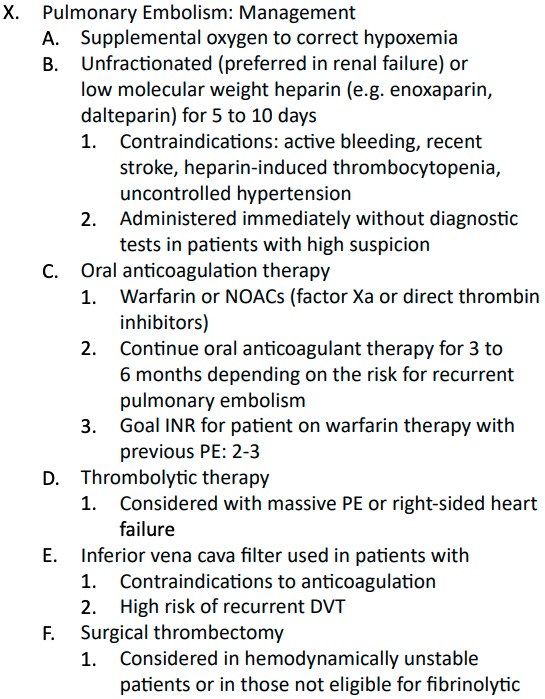 X. Pulmonary Embolism: Management
A. Supplemental oxygen to correct hypoxemia
B. Unfractionated (preferred in renal failure) or
low molecular weight heparin (e.g. enoxaparin,
dalteparin) for 5 to 10 days
1. Contraindications: active bleeding, recent
stroke, heparin-induced thrombocytopenia,
uncontrolled hypertension
2. Administered immediately without diagnostic
tests in patients with high suspicion
C. Oral anticoagulation therapy
1. Warfarin or NOACs (factor Xa or direct thrombin
inhibitors)
2. Continue oral anticoagulant therapy for 3 to
6 months depending on the risk for recurrent
pulmonary embolism
3. Goal INR for patient on warfarin therapy with
previous PE: 2-3
D. Thrombolytic therapy
1. Considered with massive PE or right-sided heart
failure
E. Inferior vena cava filter used in patients with
1. Contraindications to anticoagulation
2. High risk of recurrent DVT
F. Surgical thrombectomy
1. Considered in hemodynamically unstable
patients or in those not eligible for fibrinolytic